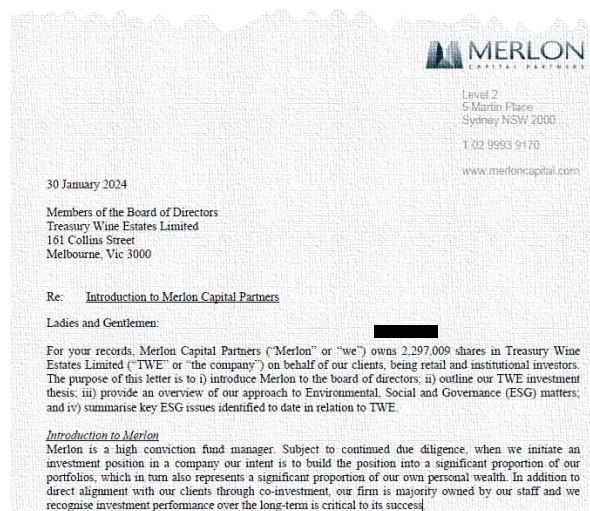 MERLON
CAPITAL PARTNERS
Level 2
5 Martin Place
Sydney NSW 2000
T 02 9993 9170
www.merloncapital.com
30 January 2024
Members of the Board of Directors
Treasury Wine Estates Limited
161 Collins Street
Melbourne, Vic 3000
Re: Introduction to Merlon Capital Partners
Ladies and Gentlemen:
For your records, Merlon Capital Partners (“Merlon” or “we”) owns 2,297,009 shares in Treasury Wine
Estates Limited (“TWE” or “the company”) on behalf of our clients, being retail and institutional investors.
The purpose of this letter is to i) introduce Merlon to the board of directors; ii) outline our TWE investment
thesis; iii) provide an overview of our approach to Environmental, Social and Governance (ESG) matters;
and iv) summarise key ESG issues identified to date in relation to TWE.
Introduction to Merlon
Merlon is a high conviction fund manager. Subject to continued due diligence, when we initiate an
investment position in a company our intent is to build the position into a significant proportion of our
portfolios, which in turn also represents a significant proportion of our own personal wealth. In addition to
direct alignment with our clients through co-investment, our firm is majority owned by our staff and we
recognise investment performance over the long-term is critical to its success